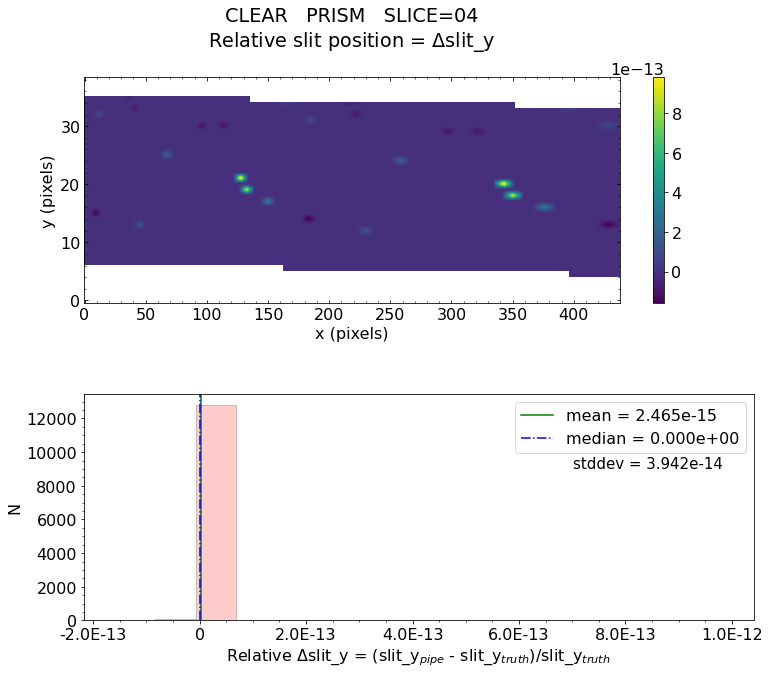 CLEAR PRISM SLICE=04
Relative slit position = Δslit_y
1e−13
8
6
4
2
0
30
20
10
0
y (pixels)
0 50 100 150 200 250 300 350 400
x (pixels)
12000
10000
8000
6000
4000
2000
0
N
mean = 2.465e-15
median = 0.000e+00
stddev = 3.942e-14
-2.0E-13 0 2.0E-13 4.0E-13 6.0E-13 8.0E-13 1.0E-12
Relative Δslit_y = (slit_y_pipe - slit_y_truth)/slit_y_truth